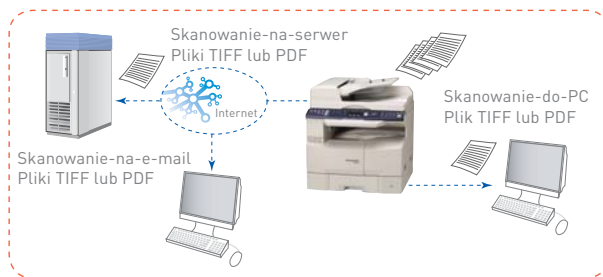 Skanowanie-na-serwer
Pliki TIFF lub PDF
Internet
Skanowanie-do-PC
Plik TIFF lub PDF
Skanowanie-na-e-mail
Pliki TIFF lub PDF